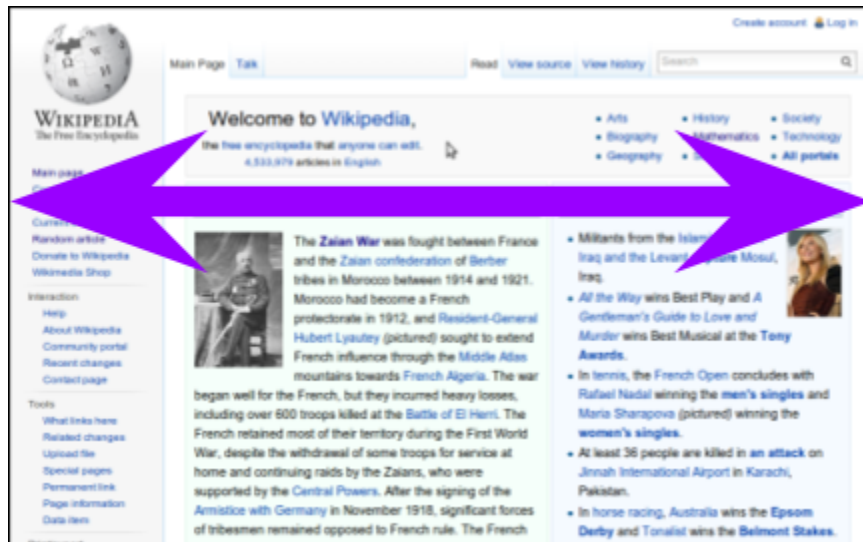 Create account Log in
Main Page Talk Read View source View history Search
WIKIPEDIA
The Free Encyclopedia
Welcome to Wikipedia,
the free encyclopedia that anyone can edit.
4,533,979 articles in English
• Arts • History • Society
• Biography • Mathematics • Technology
• Geography • All portals
Main page
Random article
Donate to Wikipedia
Wikimedia Shop
Interaction
Help
About Wikipedia
Community portal
Recent changes
Contact page
Tools
What links here
Related changes
Upload file
Special pages
Permanent link
Page information
Data item
The Zaian War was fought between France
and the Zaian confederation of Berber
tribes in Morocco between 1914 and 1921.
Morocco had become a French
protectorate in 1912, and Resident-General
Hubert Lyautey (pictured) sought to extend
French influence through the Middle Atlas
mountains towards French Algeria. The war
began well for the French, but they incurred heavy losses,
including over 600 troops killed at the Battle of El Herri. The
French retained most of their territory during the First World
War, despite the withdrawal of some troops for service at
home and continuing raids by the Zaians, who were
supported by the Central Powers. After the signing of the
Armistice with Germany in November 1918, significant forces
of tribesmen remained opposed to French rule. The French
• Militants from the
Iraq and the Levant Mosul,
Iraq.
• All the Way wins Best Play and A
Gentleman's Guide to Love and
Murder wins Best Musical at the Tony
Awards.
• In tennis, the French Open concludes with
Rafael Nadal winning the men's singles and
Maria Sharapova (pictured) winning the
women's singles.
• At least 36 people are killed in an attack on
Jinnah International Airport in Karachi,
Pakistan.
• In horse racing, Australia wins the Epsom
Derby and Tonalist wins the Belmont Stakes.